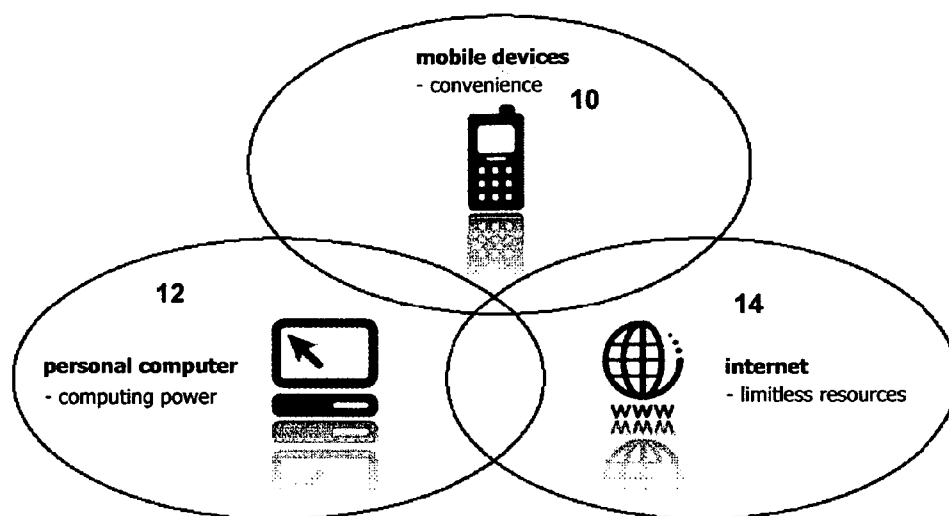 mobile devices
- convenience
10
12
personal computer
- computing power
14
internet
- limitless resources
WWW